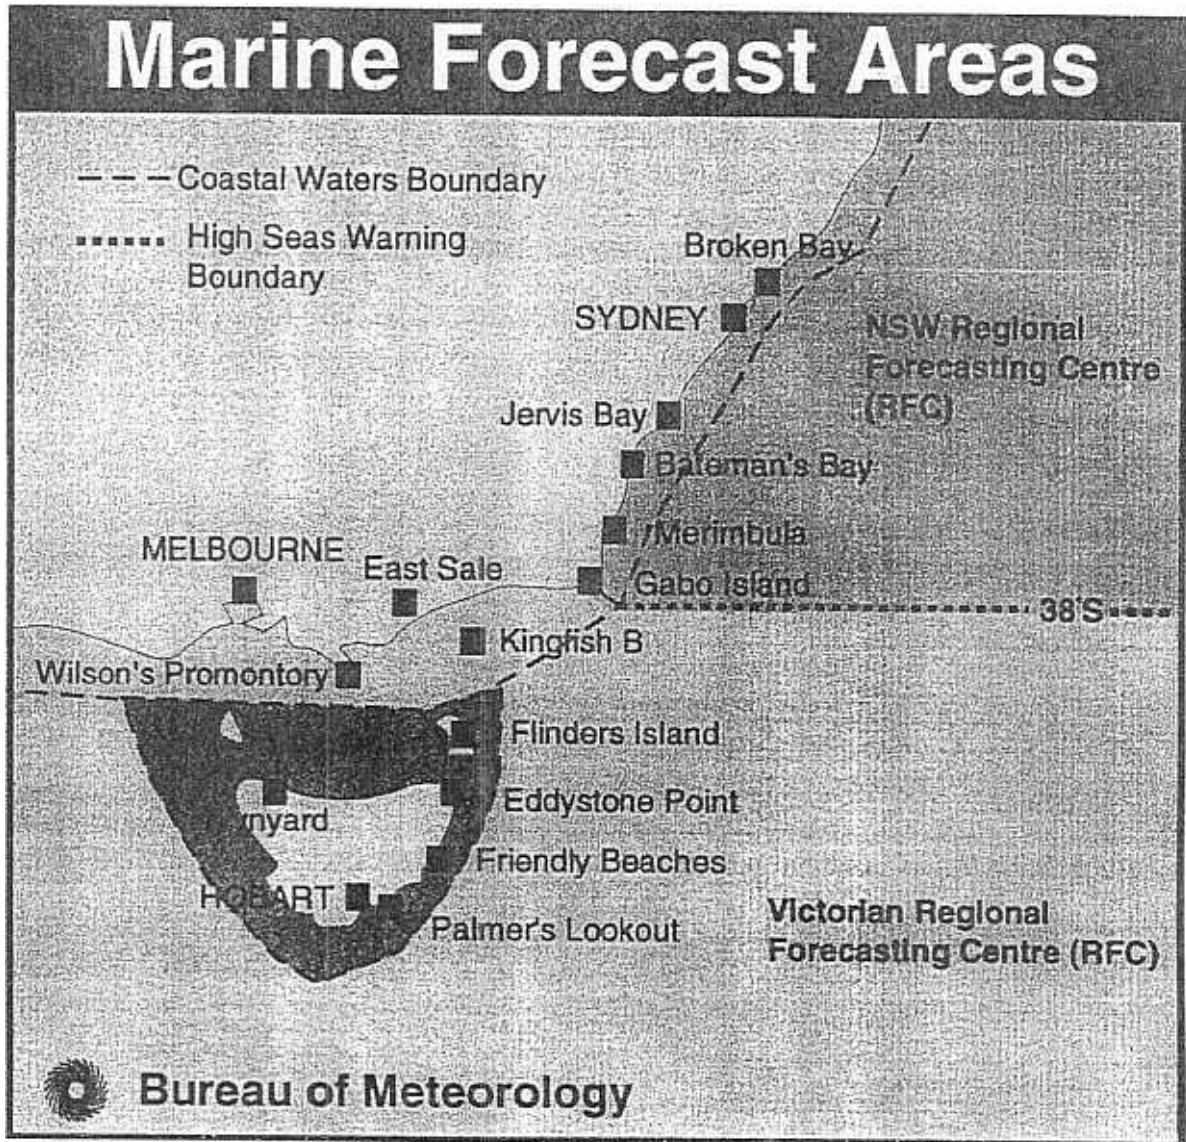 Marine Forecast Areas
Coastal Waters Boundary
High Seas Warning
Boundary
Broken Bay
SYDNEY
NSW Regional
Forecasting Centre
(RFC)
Jervis Bay
Bateman's Bay
Merimbula
MELBOURNE
East Sale
Gabo Island
38°S
Kingfish B
Wilson's Promontory
Flinders Island
Eddystone Point
Friendly Beaches
HOBART
Palmer's Lookout
Victorian Regional
Forecasting Centre (RFC)
Bureau of Meteorology